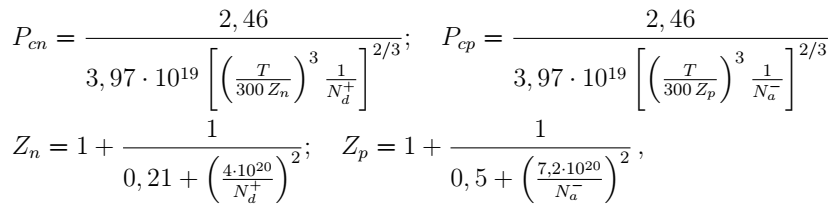 P_{cn} = \frac{2,46}{3,97 \cdot 10^{19} \left[ \left( \frac{T}{300\, Z_n} \right)^3 \frac{1}{N_d^+} \right]^{2/3}}; \quad P_{cp} = \frac{2,46}{3,97 \cdot 10^{19} \left[ \left( \frac{T}{300\, Z_p} \right)^3 \frac{1}{N_a^-} \right]^{2/3}}
Z_n = 1 + \frac{1}{0,21 + \left( \frac{4 \cdot 10^{20}}{N_d^+} \right)^2}; \quad Z_p = 1 + \frac{1}{0,5 + \left( \frac{7,2 \cdot 10^{20}}{N_a^-} \right)^2},